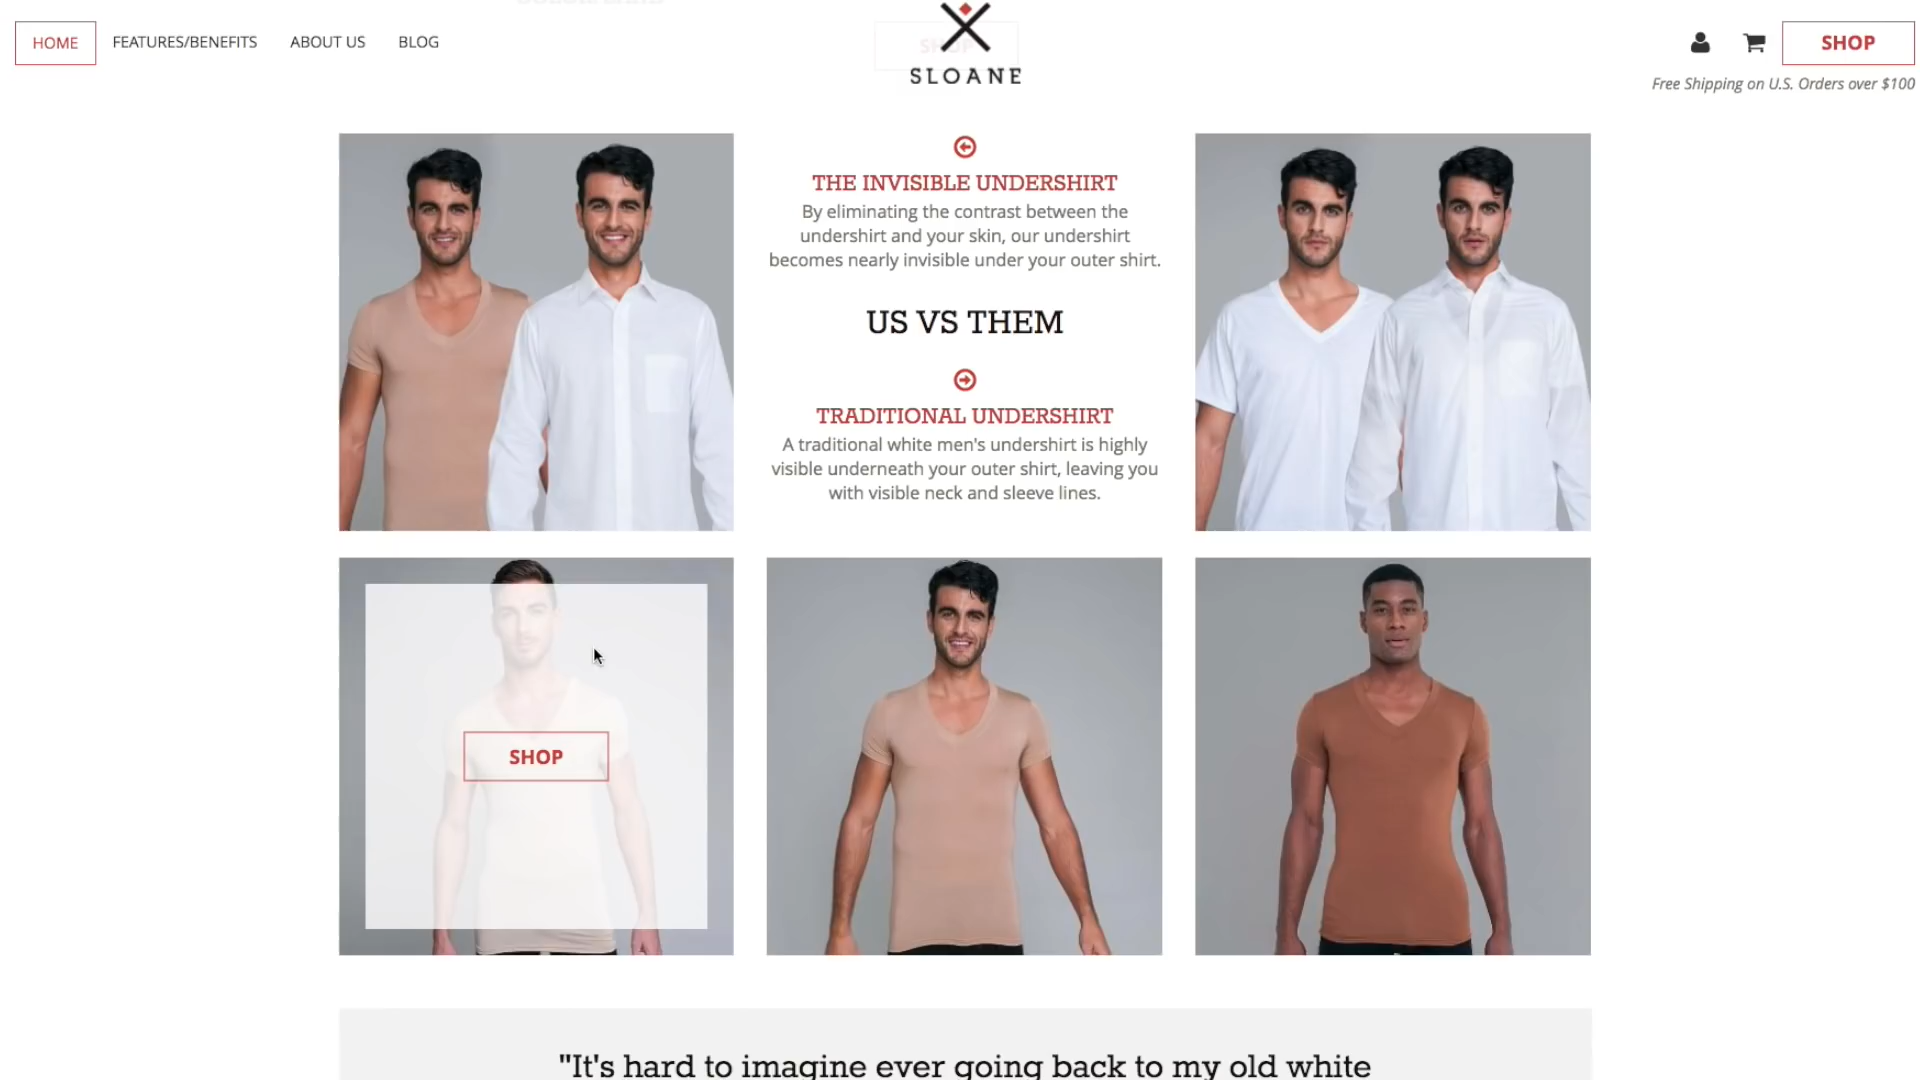 HOME
FEATURES/BENEFITS
ABOUT US
BLOG
SHOP
SLOANE
SHOP
Free Shipping on U.S. Orders over $100
THE INVISIBLE UNDERSHIRT
By eliminating the contrast between the
undershirt and your skin, our undershirt
becomes nearly invisible under your outer shirt.
US VS THEM
TRADITIONAL UNDERSHIRT
A traditional white men's undershirt is highly
visible underneath your outer shirt, leaving you
with visible neck and sleeve lines.
SHOP
"It's hard to imagine ever going back to my old white